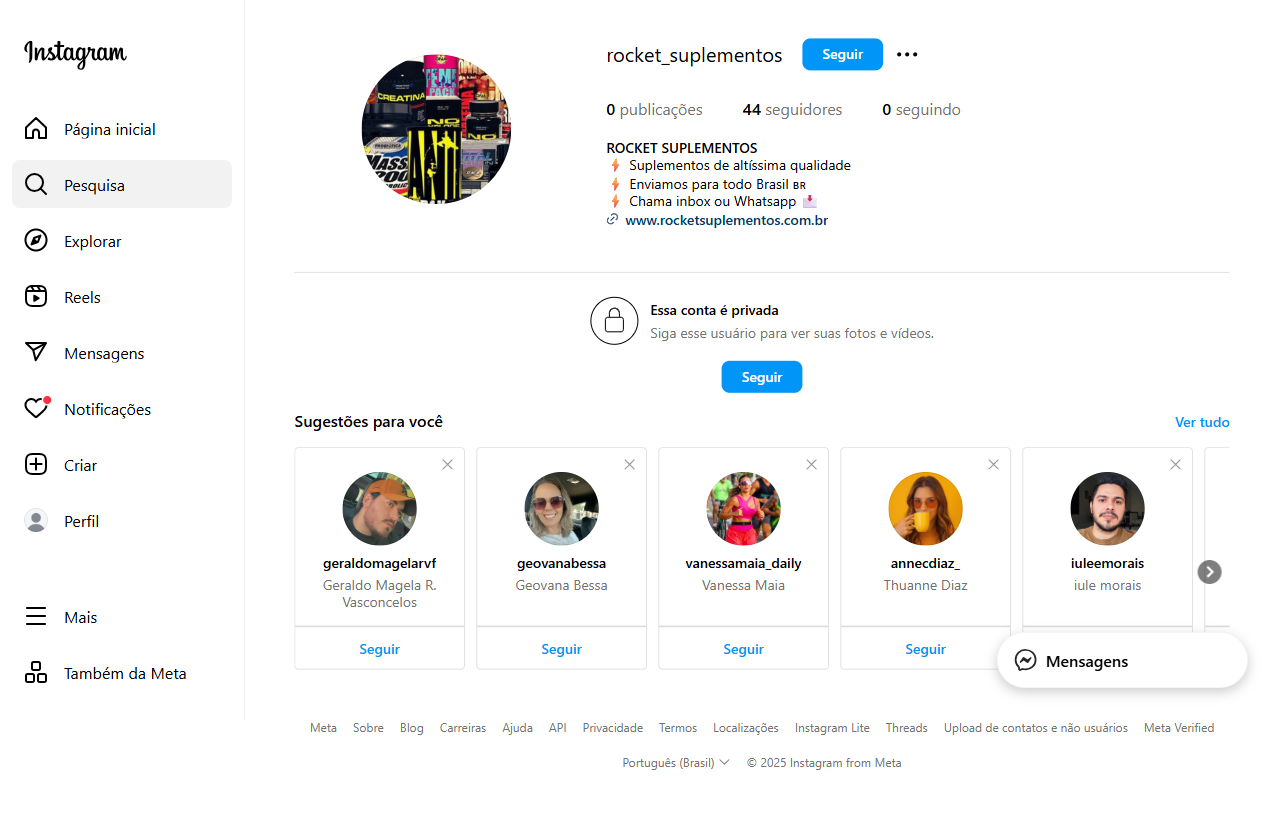 Instagram
Página inicial
Pesquisa
Explorar
Reels
Mensagens
Notificações
Criar
Perfil
Mais
Também da Meta
CREATINA
MASS
rocket_suplementos
Seguir
0 publicações
44 seguidores
0 seguindo
ROCKET SUPLEMENTOS
⚡ Suplementos de altíssima qualidade
⚡ Enviamos para todo Brasil BR
⚡ Chama inbox ou Whatsapp 📩
www.rocketsuplementos.com.br
Essa conta é privada
Siga esse usuário para ver suas fotos e vídeos.
Seguir
Sugestões para você
Ver tudo
geraldomagelarvf
Geraldo Magela R.
Vasconcelos
Seguir
geovanabessa
Geovana Bessa
Seguir
vanessamaia_daily
Vanessa Maia
Seguir
annecdiaz_
Thuanne Diaz
Seguir
iuleemorais
iule morais
Mensagens
Meta Sobre Blog Carreiras Ajuda API Privacidade Termos Localizações Instagram Lite Threads Upload de contatos e não usuários Meta Verified
Português (Brasil) © 2025 Instagram from Meta